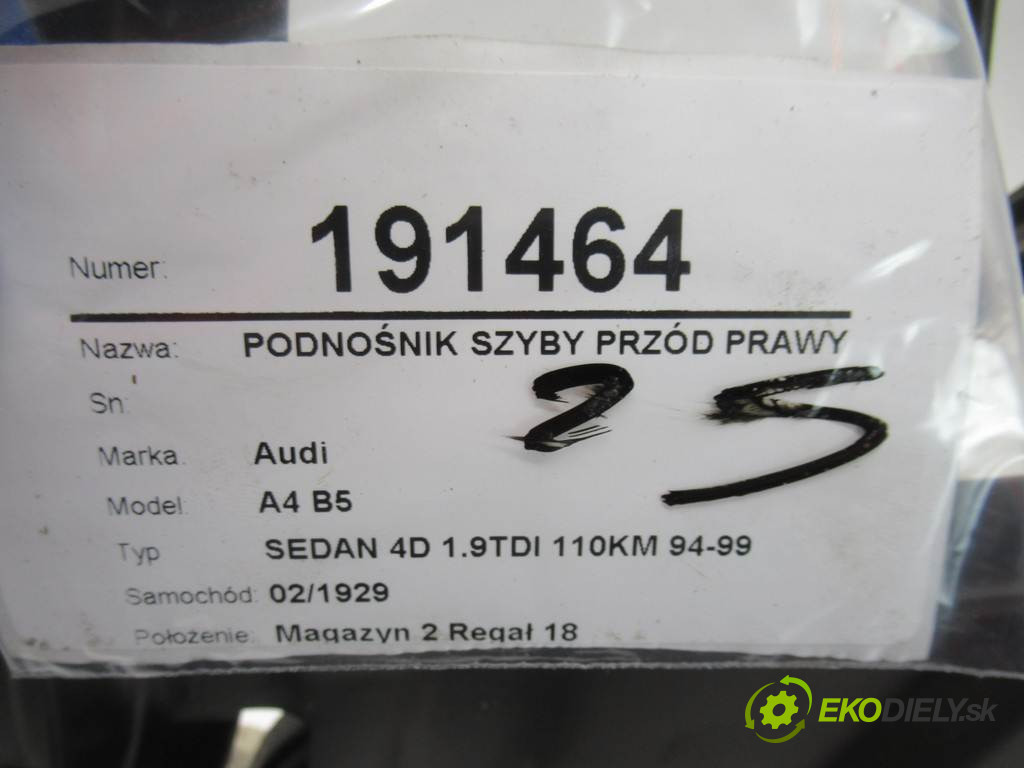 Numer: 191464
Nazwa: PODNOŚNIK SZYBY PRZÓD PRAWY
Sn:
25
Marka: Audi
Model: A4 B5
Typ SEDAN 4D 1.9TDI 110KM 94-99
Samochód: 02/1929
Położenie: Magazyn 2 Regał 18
EKODIELY.sk